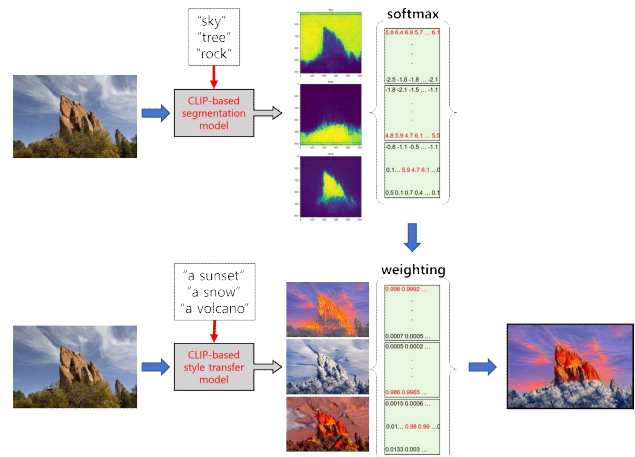 "sky"
"tree"
"rock"
CLIP-based
segmentation
model
softmax
5.8 6.4 6.9 5.7 … 6.1
-2.5 -1.8 -1.8 … -2.1
-1.8 -2.1 -1.5 … -1.1
4.8 5.9 4.7 6.1 … 5.5
-0.8 -1.1 -0.5 … -1.1
0.1… 5.9 4.7 6.1 …0
0.5 0.1 0.7 0.4 … 0.1
"a sunset"
"a snow"
"a volcano"
CLIP-based
style transfer
model
weighting
0.998 0.9992 …
0.0007 0.0005 …
0.0005 0.0002 …
0.986 0.9965 …
0.0015 0.0006 …
0.01… 0.98 0.99 …0
0.0133 0.003 …